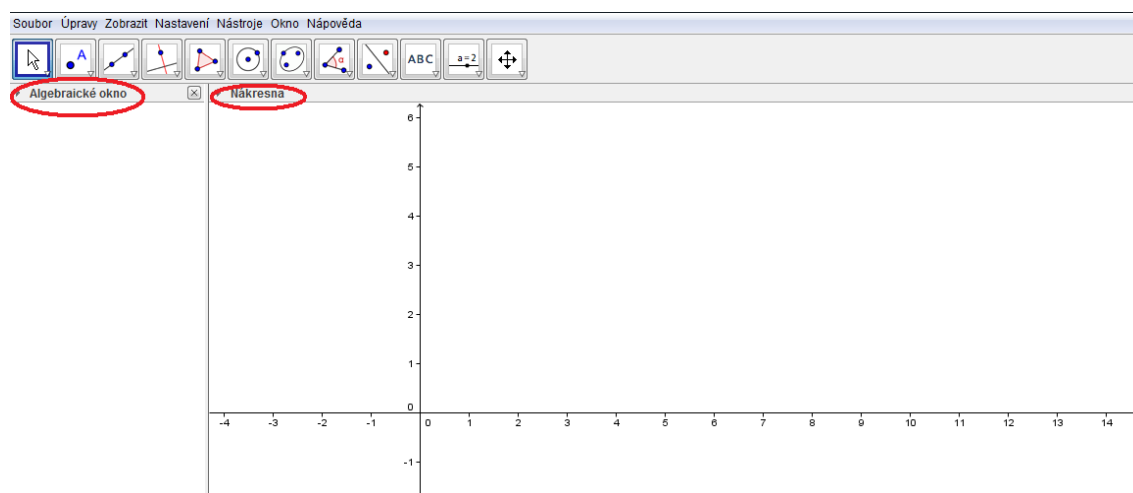 Soubor Úpravy Zobrazit Nastavení Nástroje Okno Nápověda
A
α
ABC
a=2
Algebraické okno
Nákresna
6
5
4
3
2
1
0
-4 -3 -2 -1 0 1 2 3 4 5 6 7 8 9 10 11 12 13 14
-1